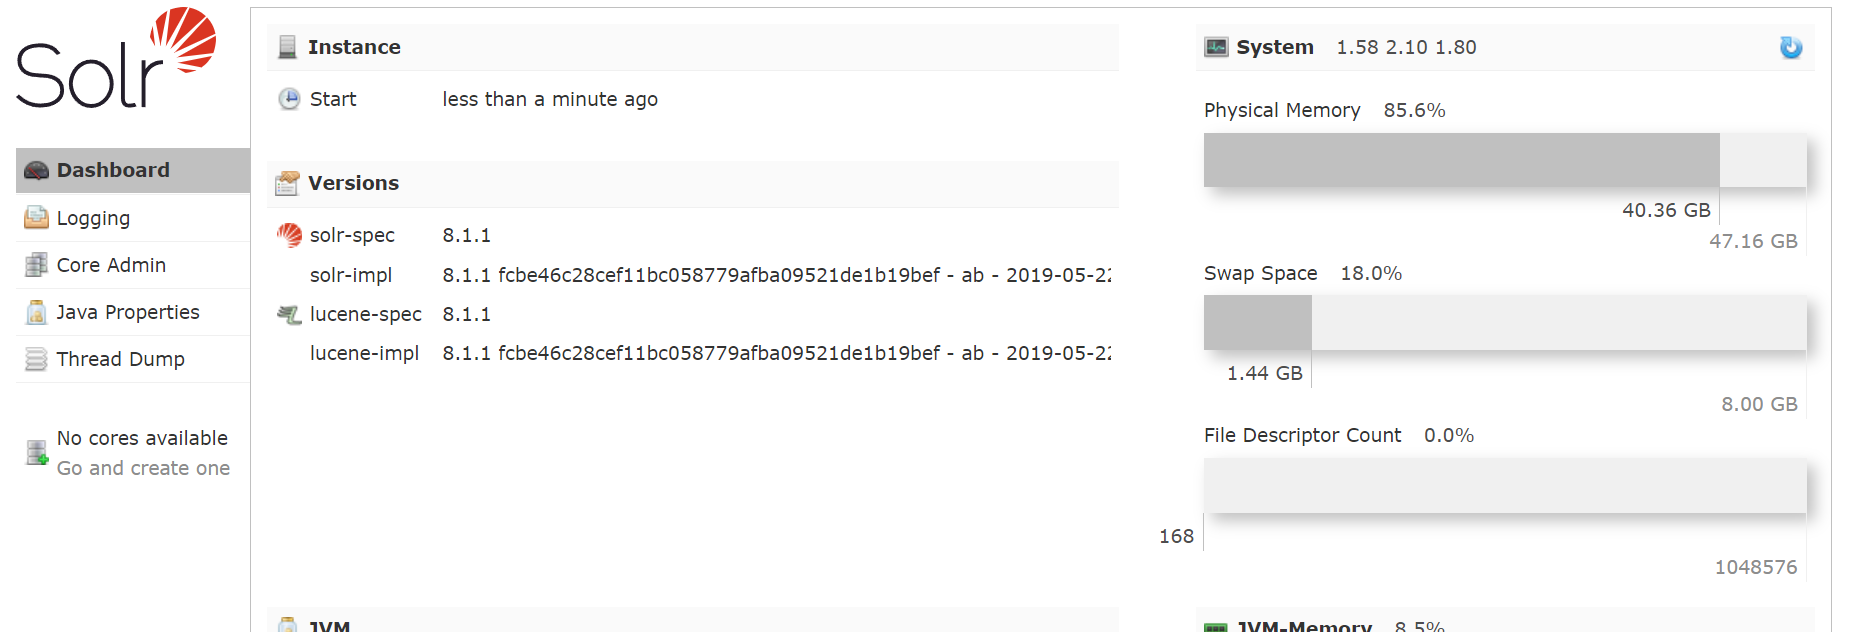 Solr
Dashboard
Logging
Core Admin
Java Properties
Thread Dump
No cores available
Go and create one
Instance
Start less than a minute ago
Versions
solr-spec 8.1.1
solr-impl 8.1.1 fcbe46c28cef11bc058779afba09521de1b19bef - ab - 2019-05-22
lucene-spec 8.1.1
lucene-impl 8.1.1 fcbe46c28cef11bc058779afba09521de1b19bef - ab - 2019-05-22
JVM
System 1.58 2.10 1.80
Physical Memory 85.6%
40.36 GB
47.16 GB
Swap Space 18.0%
1.44 GB
8.00 GB
File Descriptor Count 0.0%
168
1048576
JVM-Memory 8.5%